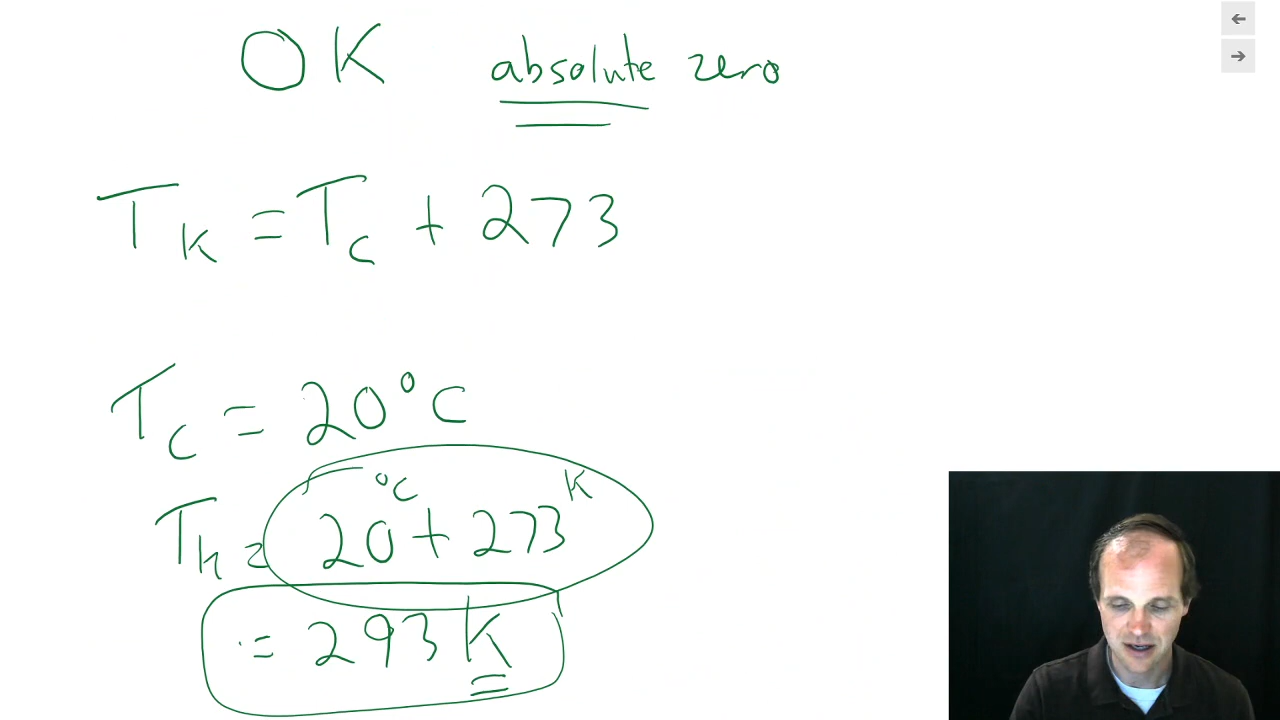 0 K absolute zero
T_K = T_C + 273
T_C = 20°C
T_K = 20°C + 273 K
= 293 K